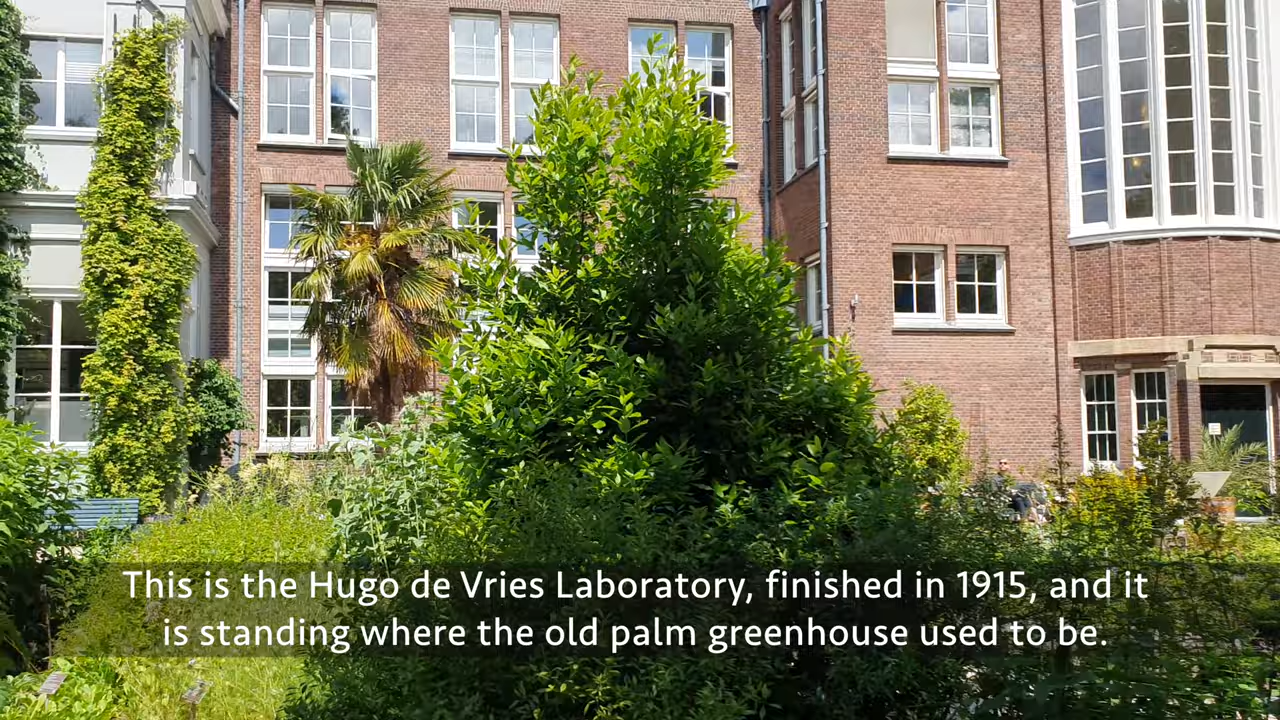 This is the Hugo de Vries Laboratory, finished in 1915, and it
is standing where the old palm greenhouse used to be.